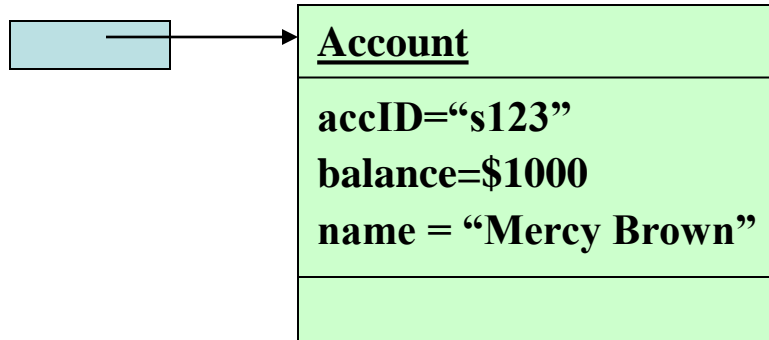 Account
accID=“s123”
balance=$1000
name = “Mercy Brown”